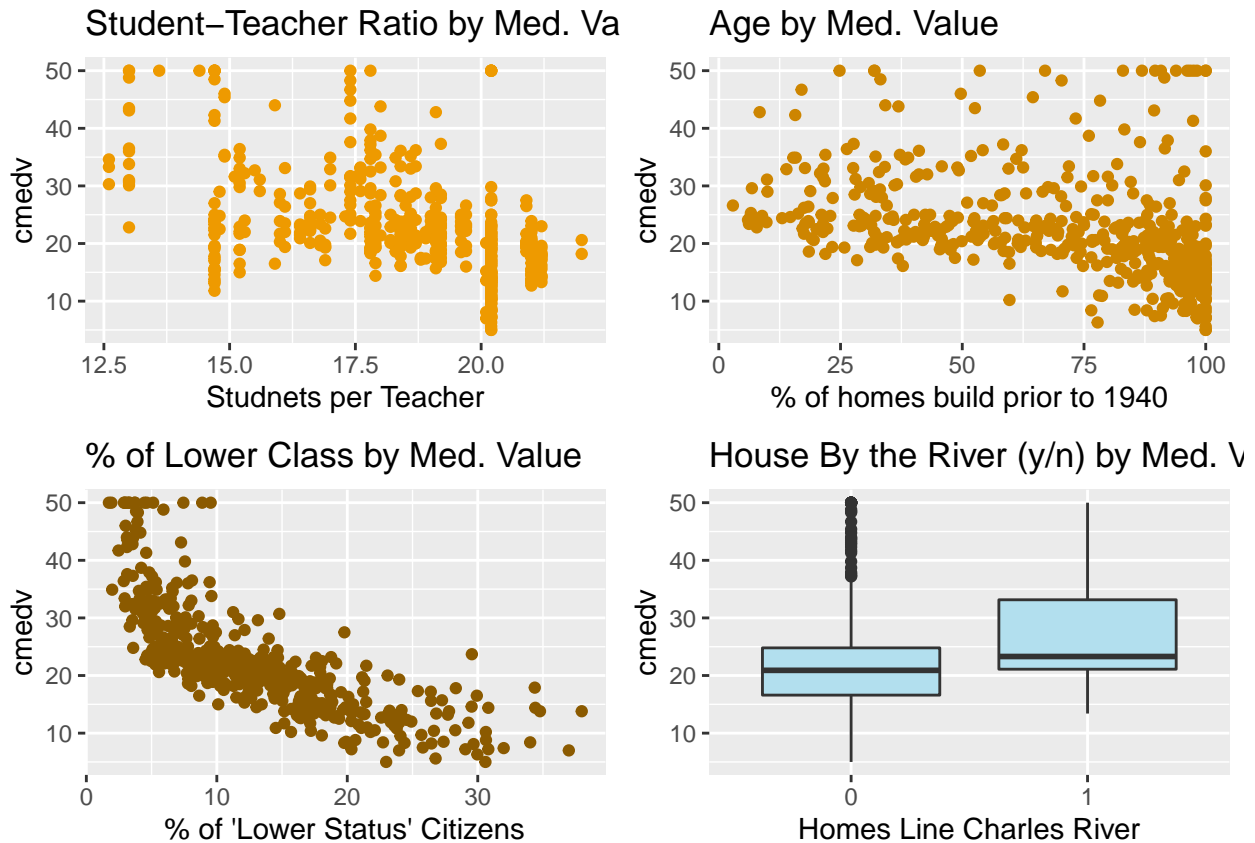 Student–Teacher Ratio by Med. Va
50
40
30
20
10
cmedv
12.5 15.0 17.5 20.0
Studnets per Teacher
Age by Med. Value
50
40
30
20
10
cmedv
0 25 50 75 100
% of homes build prior to 1940
% of Lower Class by Med. Value
50
40
30
20
10
cmedv
0 10 20 30
% of 'Lower Status' Citizens
House By the River (y/n) by Med. V
50
40
30
20
10
cmedv
0 1
Homes Line Charles River